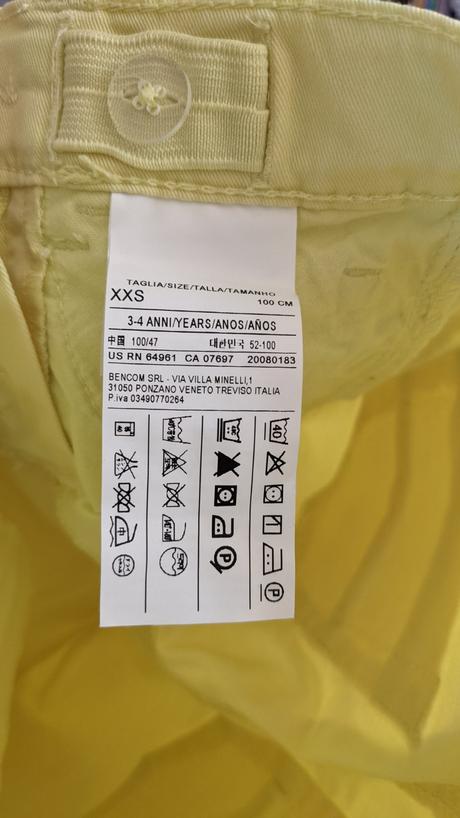 TAGLIA/SIZE/TALLA/TAMANHO
XXS 100 CM
3-4 ANNI/YEARS/ANOS/AÑOS
中国 100/47 대한민국 52-100
US RN 64961 CA 07697 20080183
BENCOM SRL - VIA VILLA MINELLI,1
31050 PONZANO VENETO TREVISO ITALIA
P.iva 03490770264
40
P
P